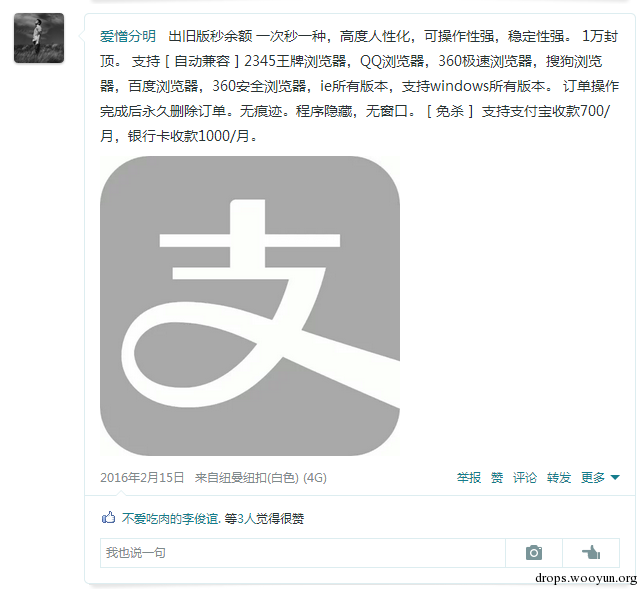 爱憎分明 出旧版秒余额 一次秒一种，高度人性化，可操作性强，稳定性强。 1万封
顶。 支持 [ 自动兼容 ] 2345王牌浏览器，QQ浏览器，360极速浏览器，搜狗浏览
器，百度浏览器，360安全浏览器，ie所有版本，支持windows所有版本。 订单操作
完成后永久删除订单。无痕迹。程序隐藏，无窗口。 [ 免杀 ] 支持支付宝收款700/
月，银行卡收款1000/月。
支
2016年2月15日 来自纽曼纽扣(白色) (4G) 举报 赞 评论 转发 更多
不爱吃肉的李俊谊. 等3人觉得很赞
我也说一句
drops.wooyun.org